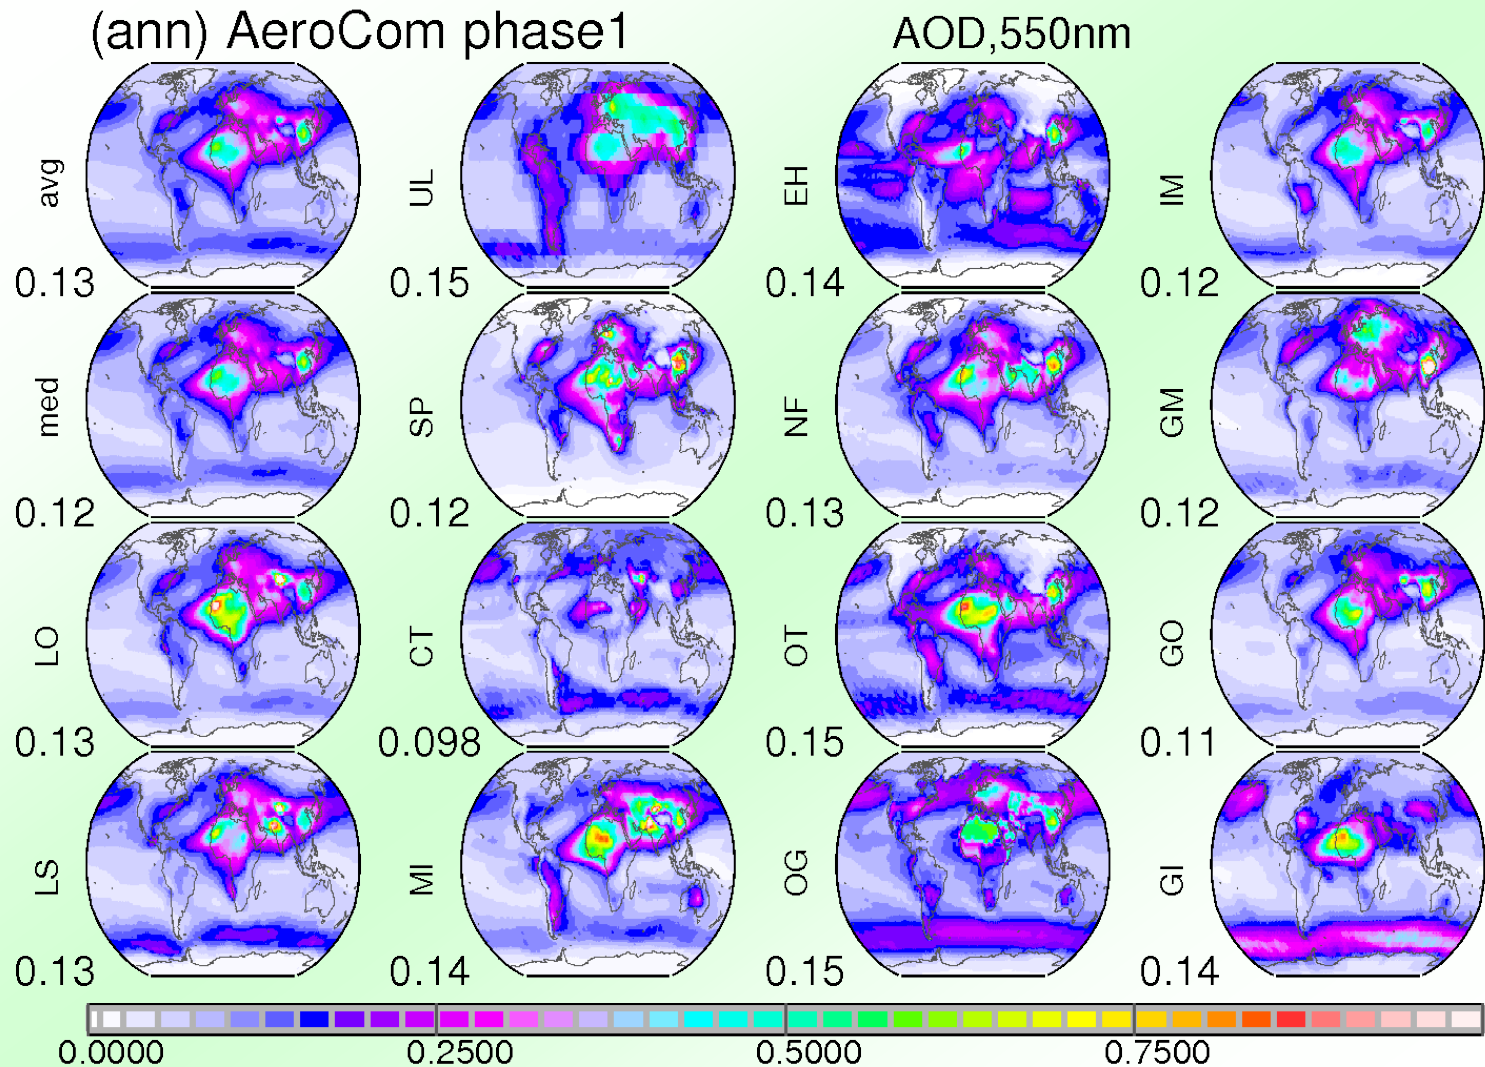 (ann) AeroCom phase1 AOD,550nm
avg UL EH IM
0.13 0.15 0.14 0.12
med SP NF GM
0.12 0.12 0.13 0.12
LO CT OT GO
0.13 0.098 0.15 0.11
LS MI OG GI
0.13 0.14 0.15 0.14
0.0000 0.2500 0.5000 0.7500